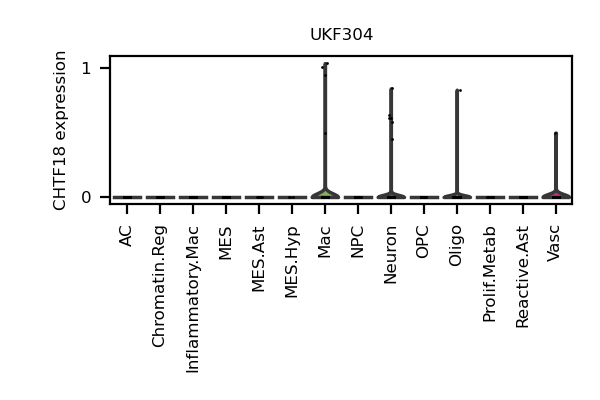 UKF304
CHTF18 expression
1
0
AC
Chromatin.Reg
Inflammatory.Mac
MES
MES.Ast
MES.Hyp
Mac
NPC
Neuron
OPC
Oligo
Prolif.Metab
Reactive.Ast
Vasc